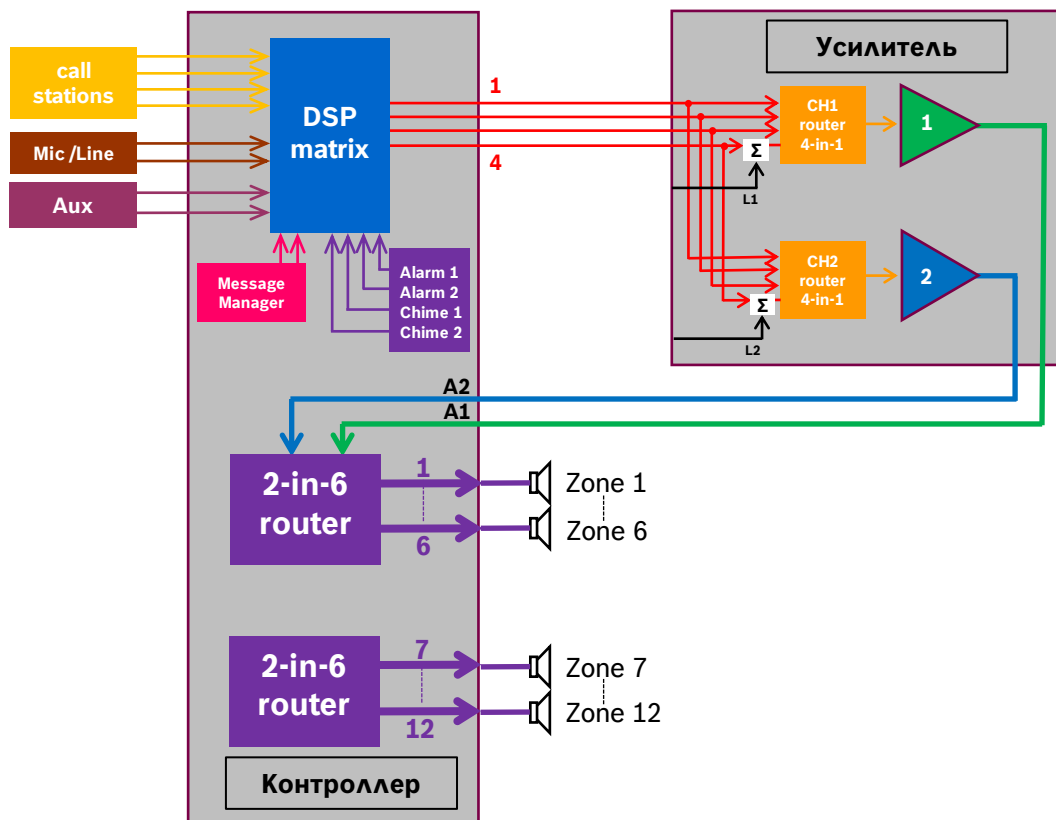 Усилитель
call
stations
Mic /Line
Aux
DSP
matrix
1
4
Message
Manager
Alarm 1
Alarm 2
Chime 1
Chime 2
Σ
L1
CH1
router
4-in-1
1
Σ
L2
CH2
router
4-in-1
2
A2
A1
2-in-6
router
1
6
Zone 1
Zone 6
2-in-6
router
7
12
Zone 7
Zone 12
Контроллер